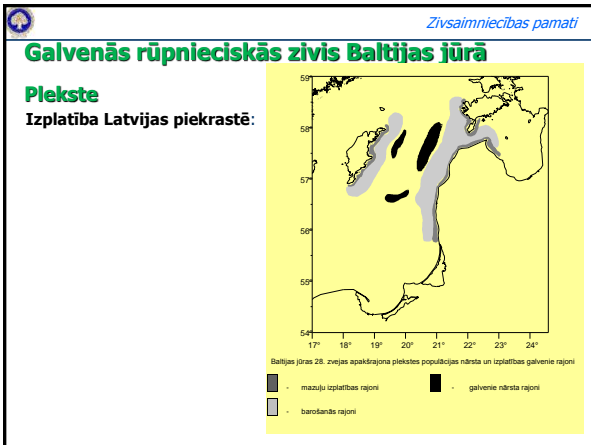 Zivsaimniecības pamati
Galvenās rūpnieciskās zivis Baltijas jūrā
Plekste
Izplatība Latvijas piekrastē:
59
58
57
56
55
54
17° 18° 19° 20° 21° 22° 23° 24°
Baltijas jūras 28. zvejas apakšrajona plekstes populācijas nārsta un izplatības galvenie rajoni
- mazuļu izplatības rajoni - galvenie nārsta rajoni
- barošanās rajoni